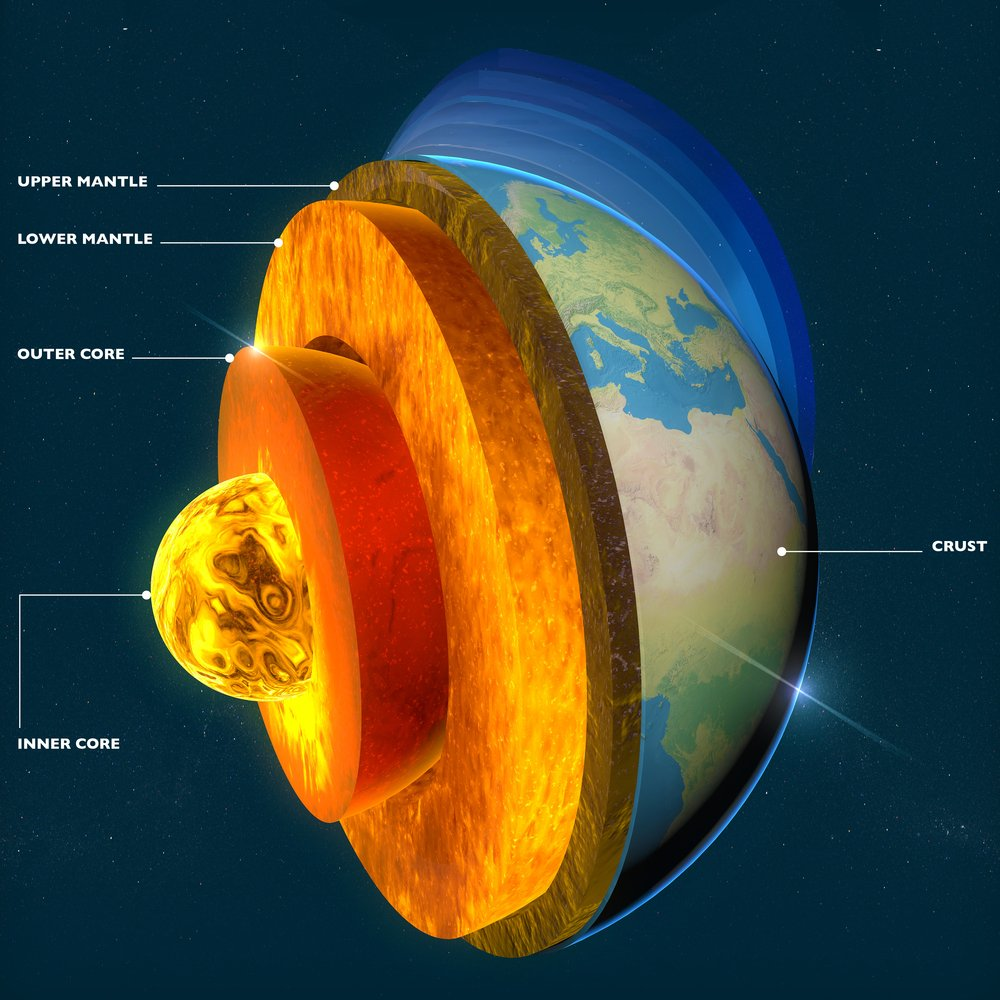 UPPER MANTLE
LOWER MANTLE
OUTER CORE
CRUST
INNER CORE